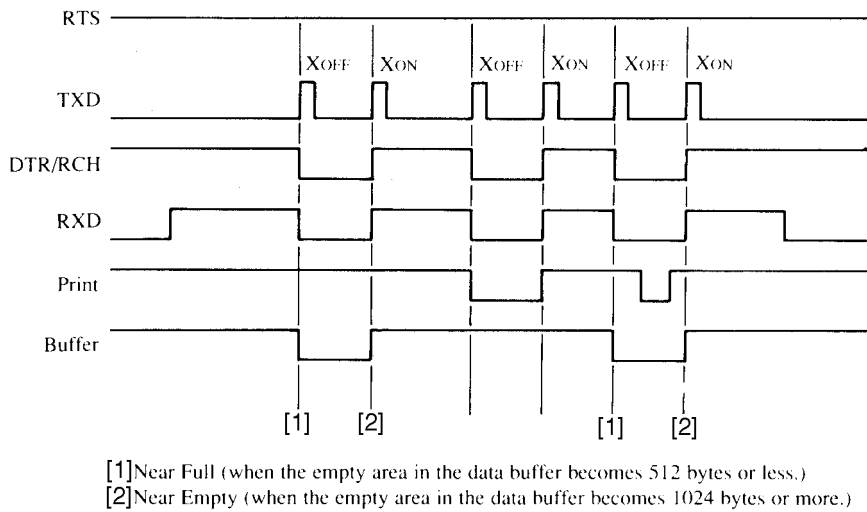 RTS
XOFF XON XOFF XON XOFF XON
TXD
DTR/RCH
RXD
Print
Buffer
[1] [2] [1] [2]
[1]Near Full (when the empty area in the data buffer becomes 512 bytes or less.)
[2]Near Empty (when the empty area in the data buffer becomes 1024 bytes or more.)